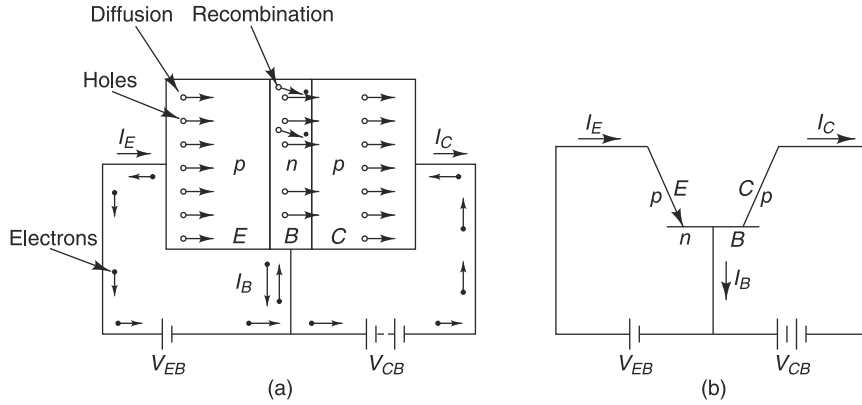 Diffusion Recombination
Holes
I_E I_C I_E I_C
p n p
p E C p
Electrons E B C n B
I_B I_B
V_EB V_CB V_EB V_CB
(a) (b)